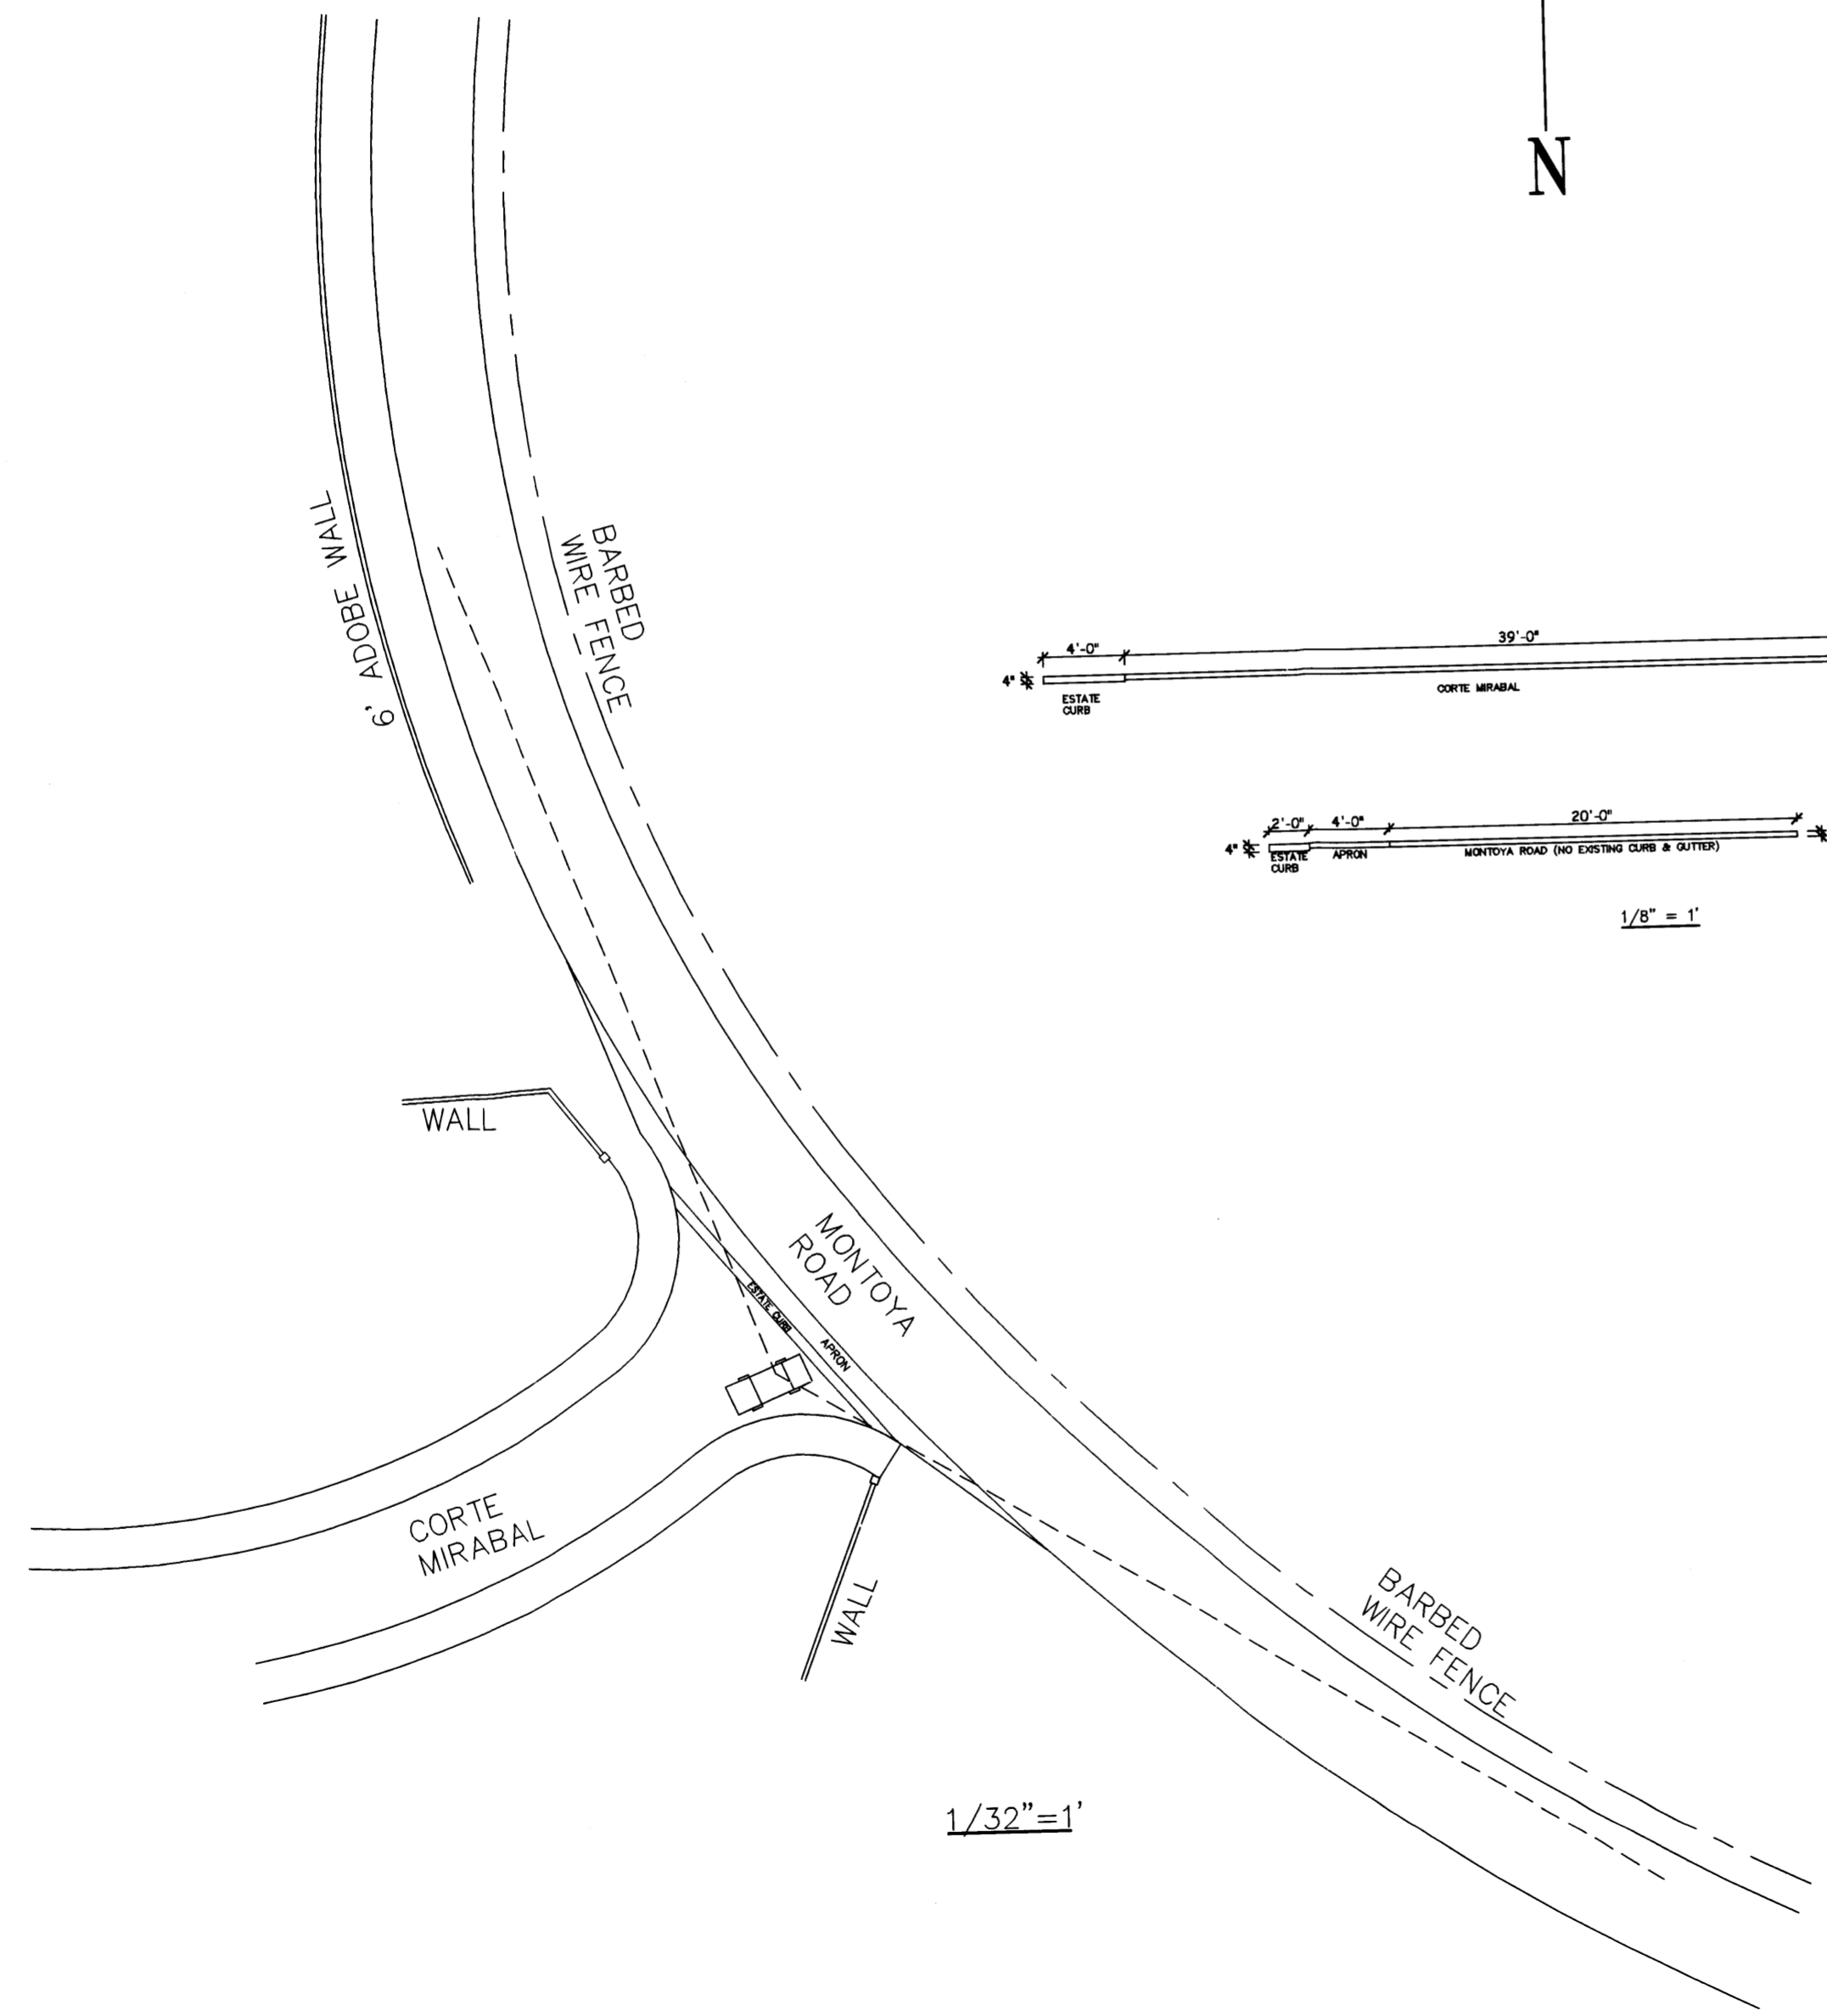 N
BARBED
WIRE FENCE
6' ADOBE WALL
4'-0"
39'-0"
4"
ESTATE
CURB
CORTE MIRABAL
2'-0"
4'-0"
20'-0"
4"
ESTATE
CURB
APRON
MONTOYA ROAD (NO EXISTING CURB & GUTTER)
1/8" = 1'
WALL
MONTOYA
ROAD
ESTATE CURB
APRON
CORTE
MIRABAL
WALL
BARBED
WIRE FENCE
1/32"=1'